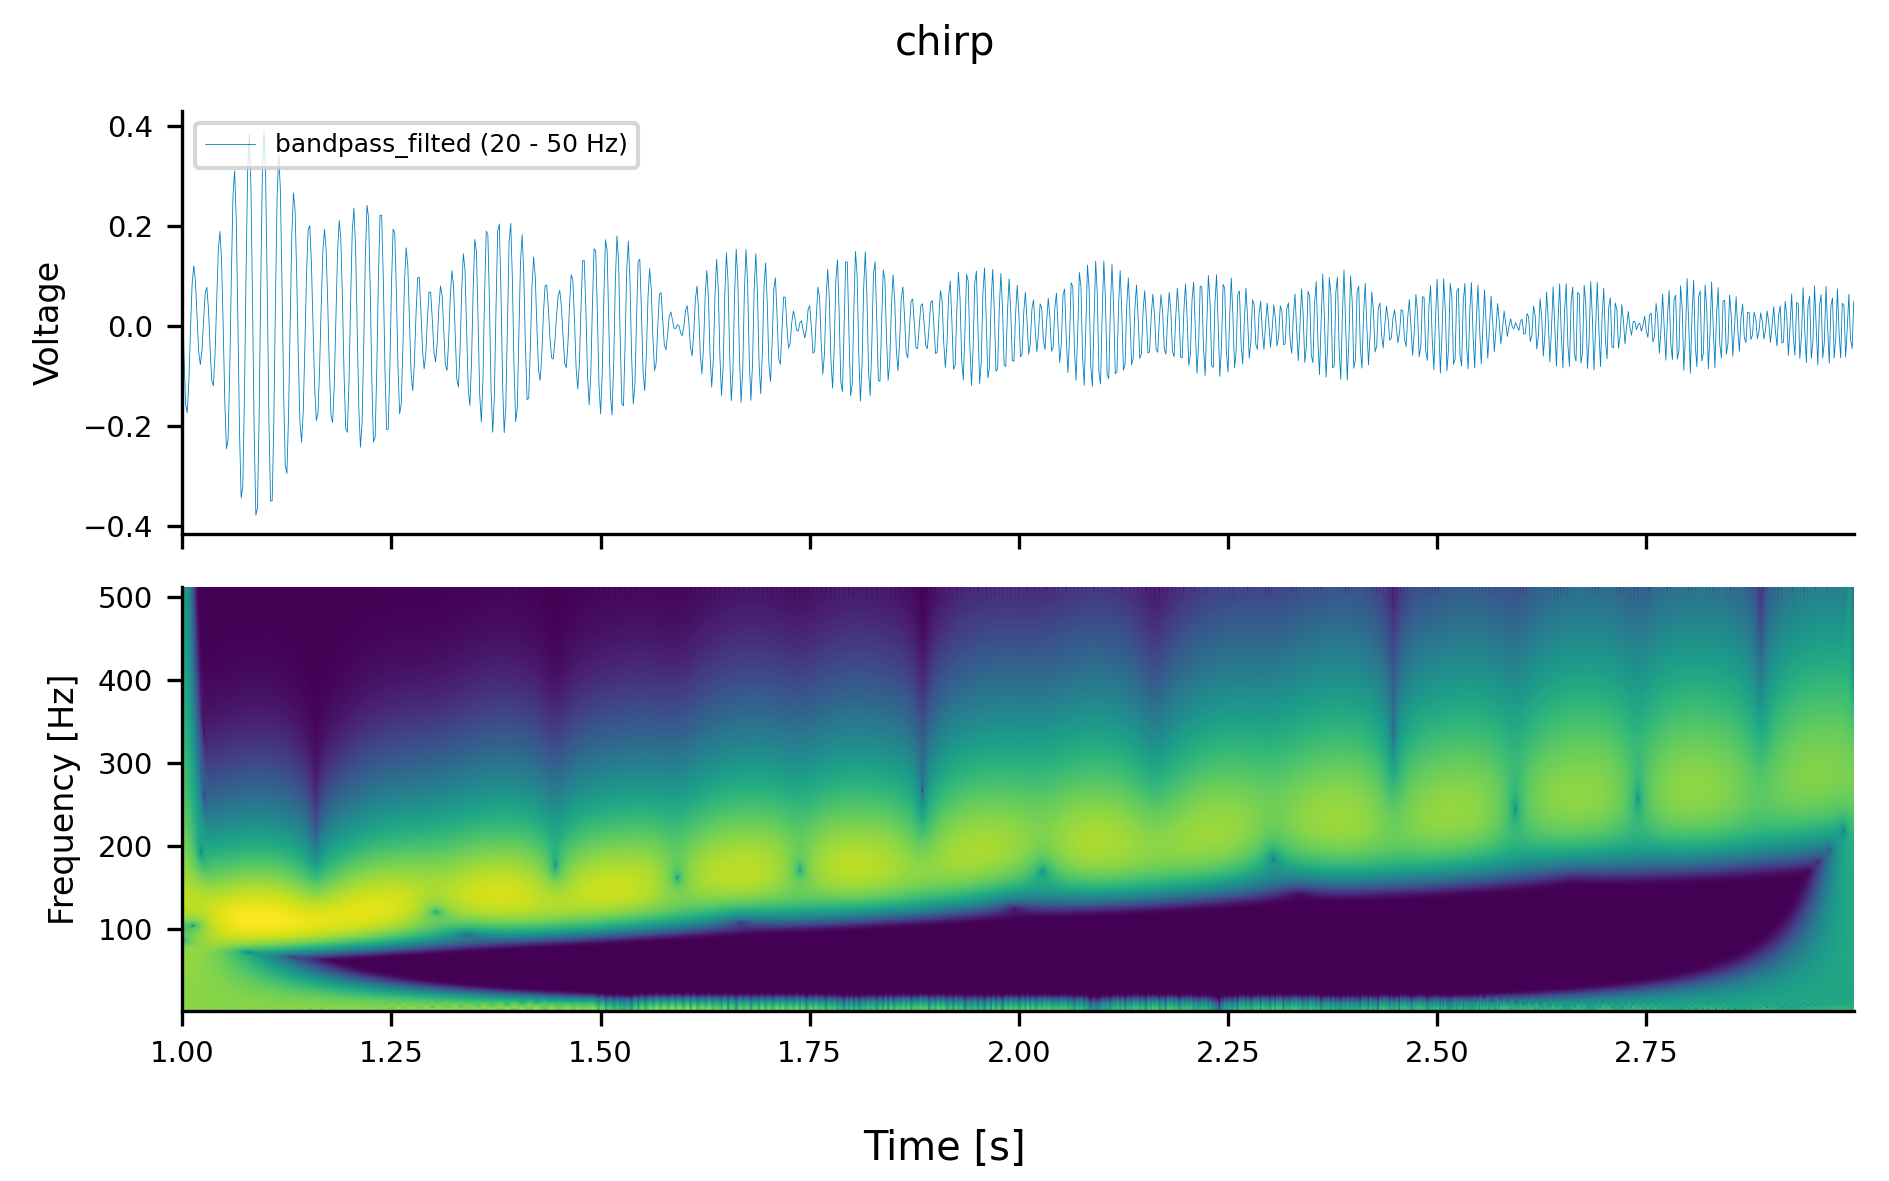 chirp
0.4
bandpass_filted (20 - 50 Hz)
0.2
0.0
−0.2
−0.4
Voltage
500
400
300
200
100
Frequency [Hz]
1.00 1.25 1.50 1.75 2.00 2.25 2.50 2.75
Time [s]